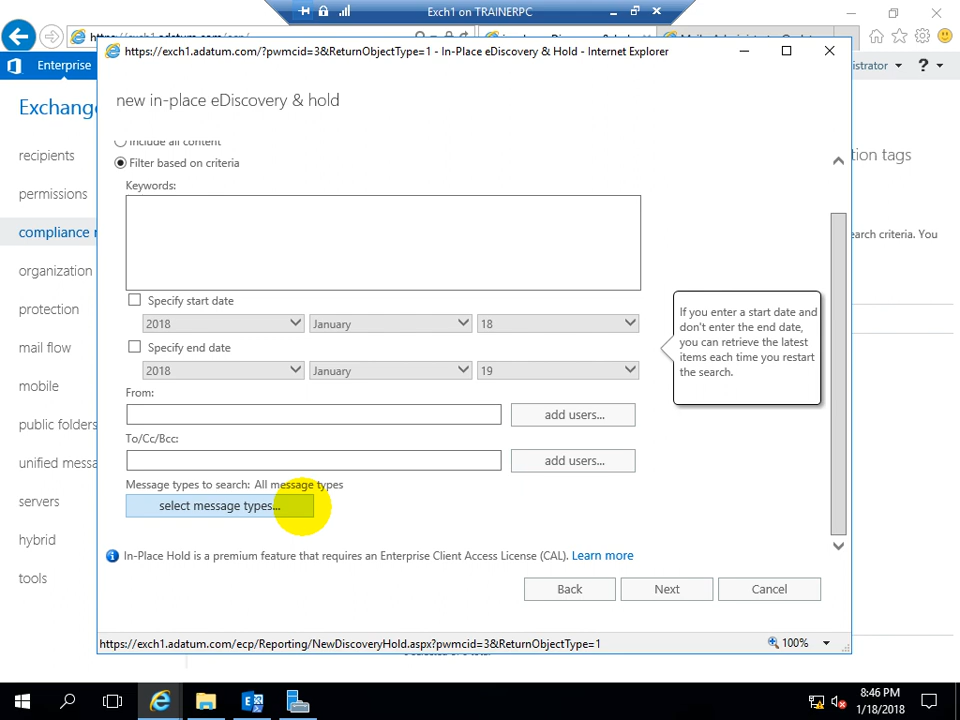 Exch1 on TRAINERPC
https://exch1.adatum.com/?pwmcid=3&ReturnObjectType=1 - In-Place eDiscovery & Hold - Internet Explorer
Enterprise
istrator
?
Exchang
new in-place eDiscovery & hold
recipients
permissions
compliance
organization
protection
mail flow
mobile
public folders
unified messa
servers
hybrid
tools
tion tags
earch criteria. You
Include all content
Filter based on criteria
Keywords:
Specify start date
2018 January 18
Specify end date
2018 January 19
From:
add users...
To/Cc/Bcc:
add users...
Message types to search: All message types
select message types...
If you enter a start date and
don't enter the end date,
you can retrieve the latest
items each time you restart
the search.
In-Place Hold is a premium feature that requires an Enterprise Client Access License (CAL). Learn more
Back Next Cancel
https://exch1.adatum.com/ecp/Reporting/NewDiscoveryHold.aspx?pwmcid=3&ReturnObjectType=1
100%
8:46 PM
1/18/2018